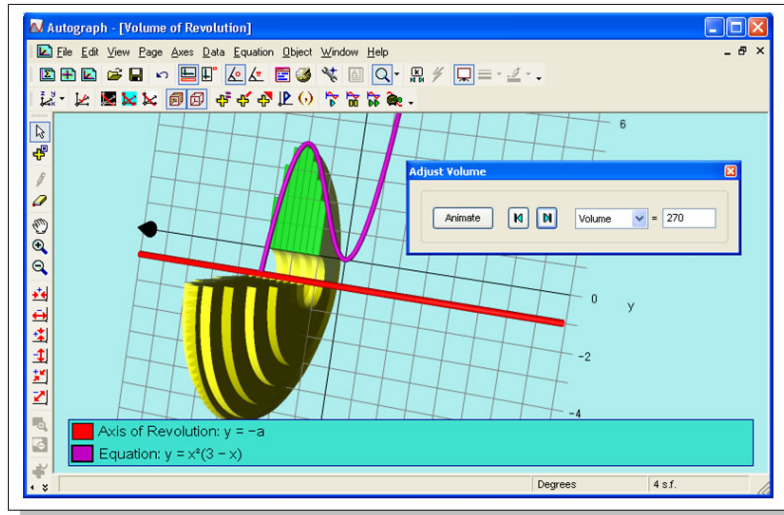 Autograph - [Volume of Revolution]
File Edit View Page Axes Data Equation Object Window Help
6
Adjust Volume
Animate Volume = 270
0
y
-2
-4
Axis of Revolution: y = -a
Equation: y = x²(3 - x)
Degrees 4 s.f.